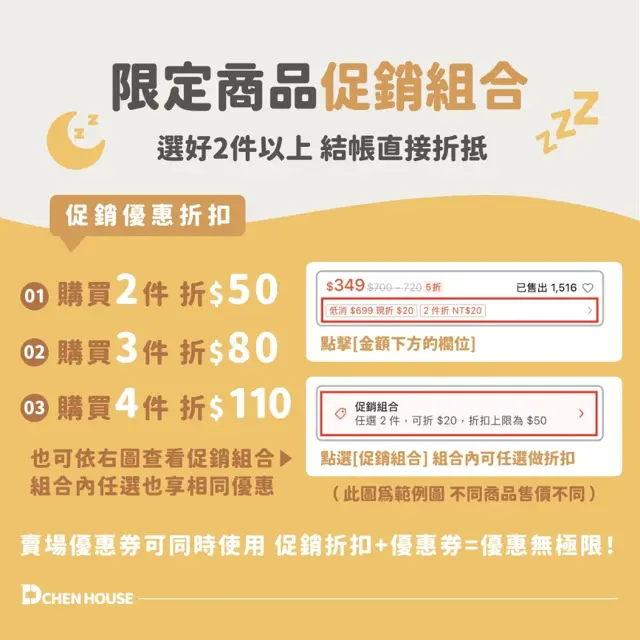 限定商品促銷組合
選好2件以上 結帳直接折抵
z z
zzZ
促銷優惠折扣
01 購買2件 折$50
02 購買3件 折$80
03 購買4件 折$110
也可依右圖查看促銷組合▶
組合內任選也享相同優惠
$349 $700 - 720 5折 已售出 1,516 ♡
低消 $699 現折 $20 2 件折 NT$20 >
點擊[金額下方的欄位]
促銷組合
任選 2 件，可折 $20，折扣上限為 $50 >
點選[促銷組合] 組合內可任選做折扣
（此圖為範例圖 不同商品售價不同）
賣場優惠券可同時使用 促銷折扣+優惠券=優惠無極限!
DCHEN HOUSE